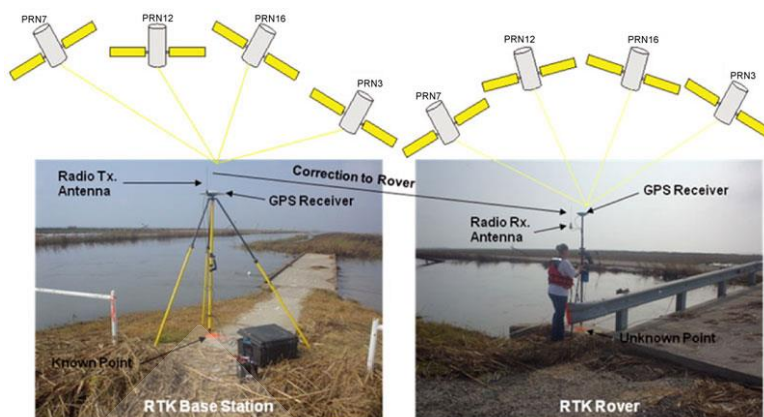 PRN7
PRN12
PRN16
PRN3
PRN12
PRN16
PRN3
PRN7
Radio Tx.
Antenna
GPS Receiver
Correction to Rover
Known Point
RTK Base Station
GPS Receiver
Radio Rx.
Antenna
Unknown Point
RTK Rover